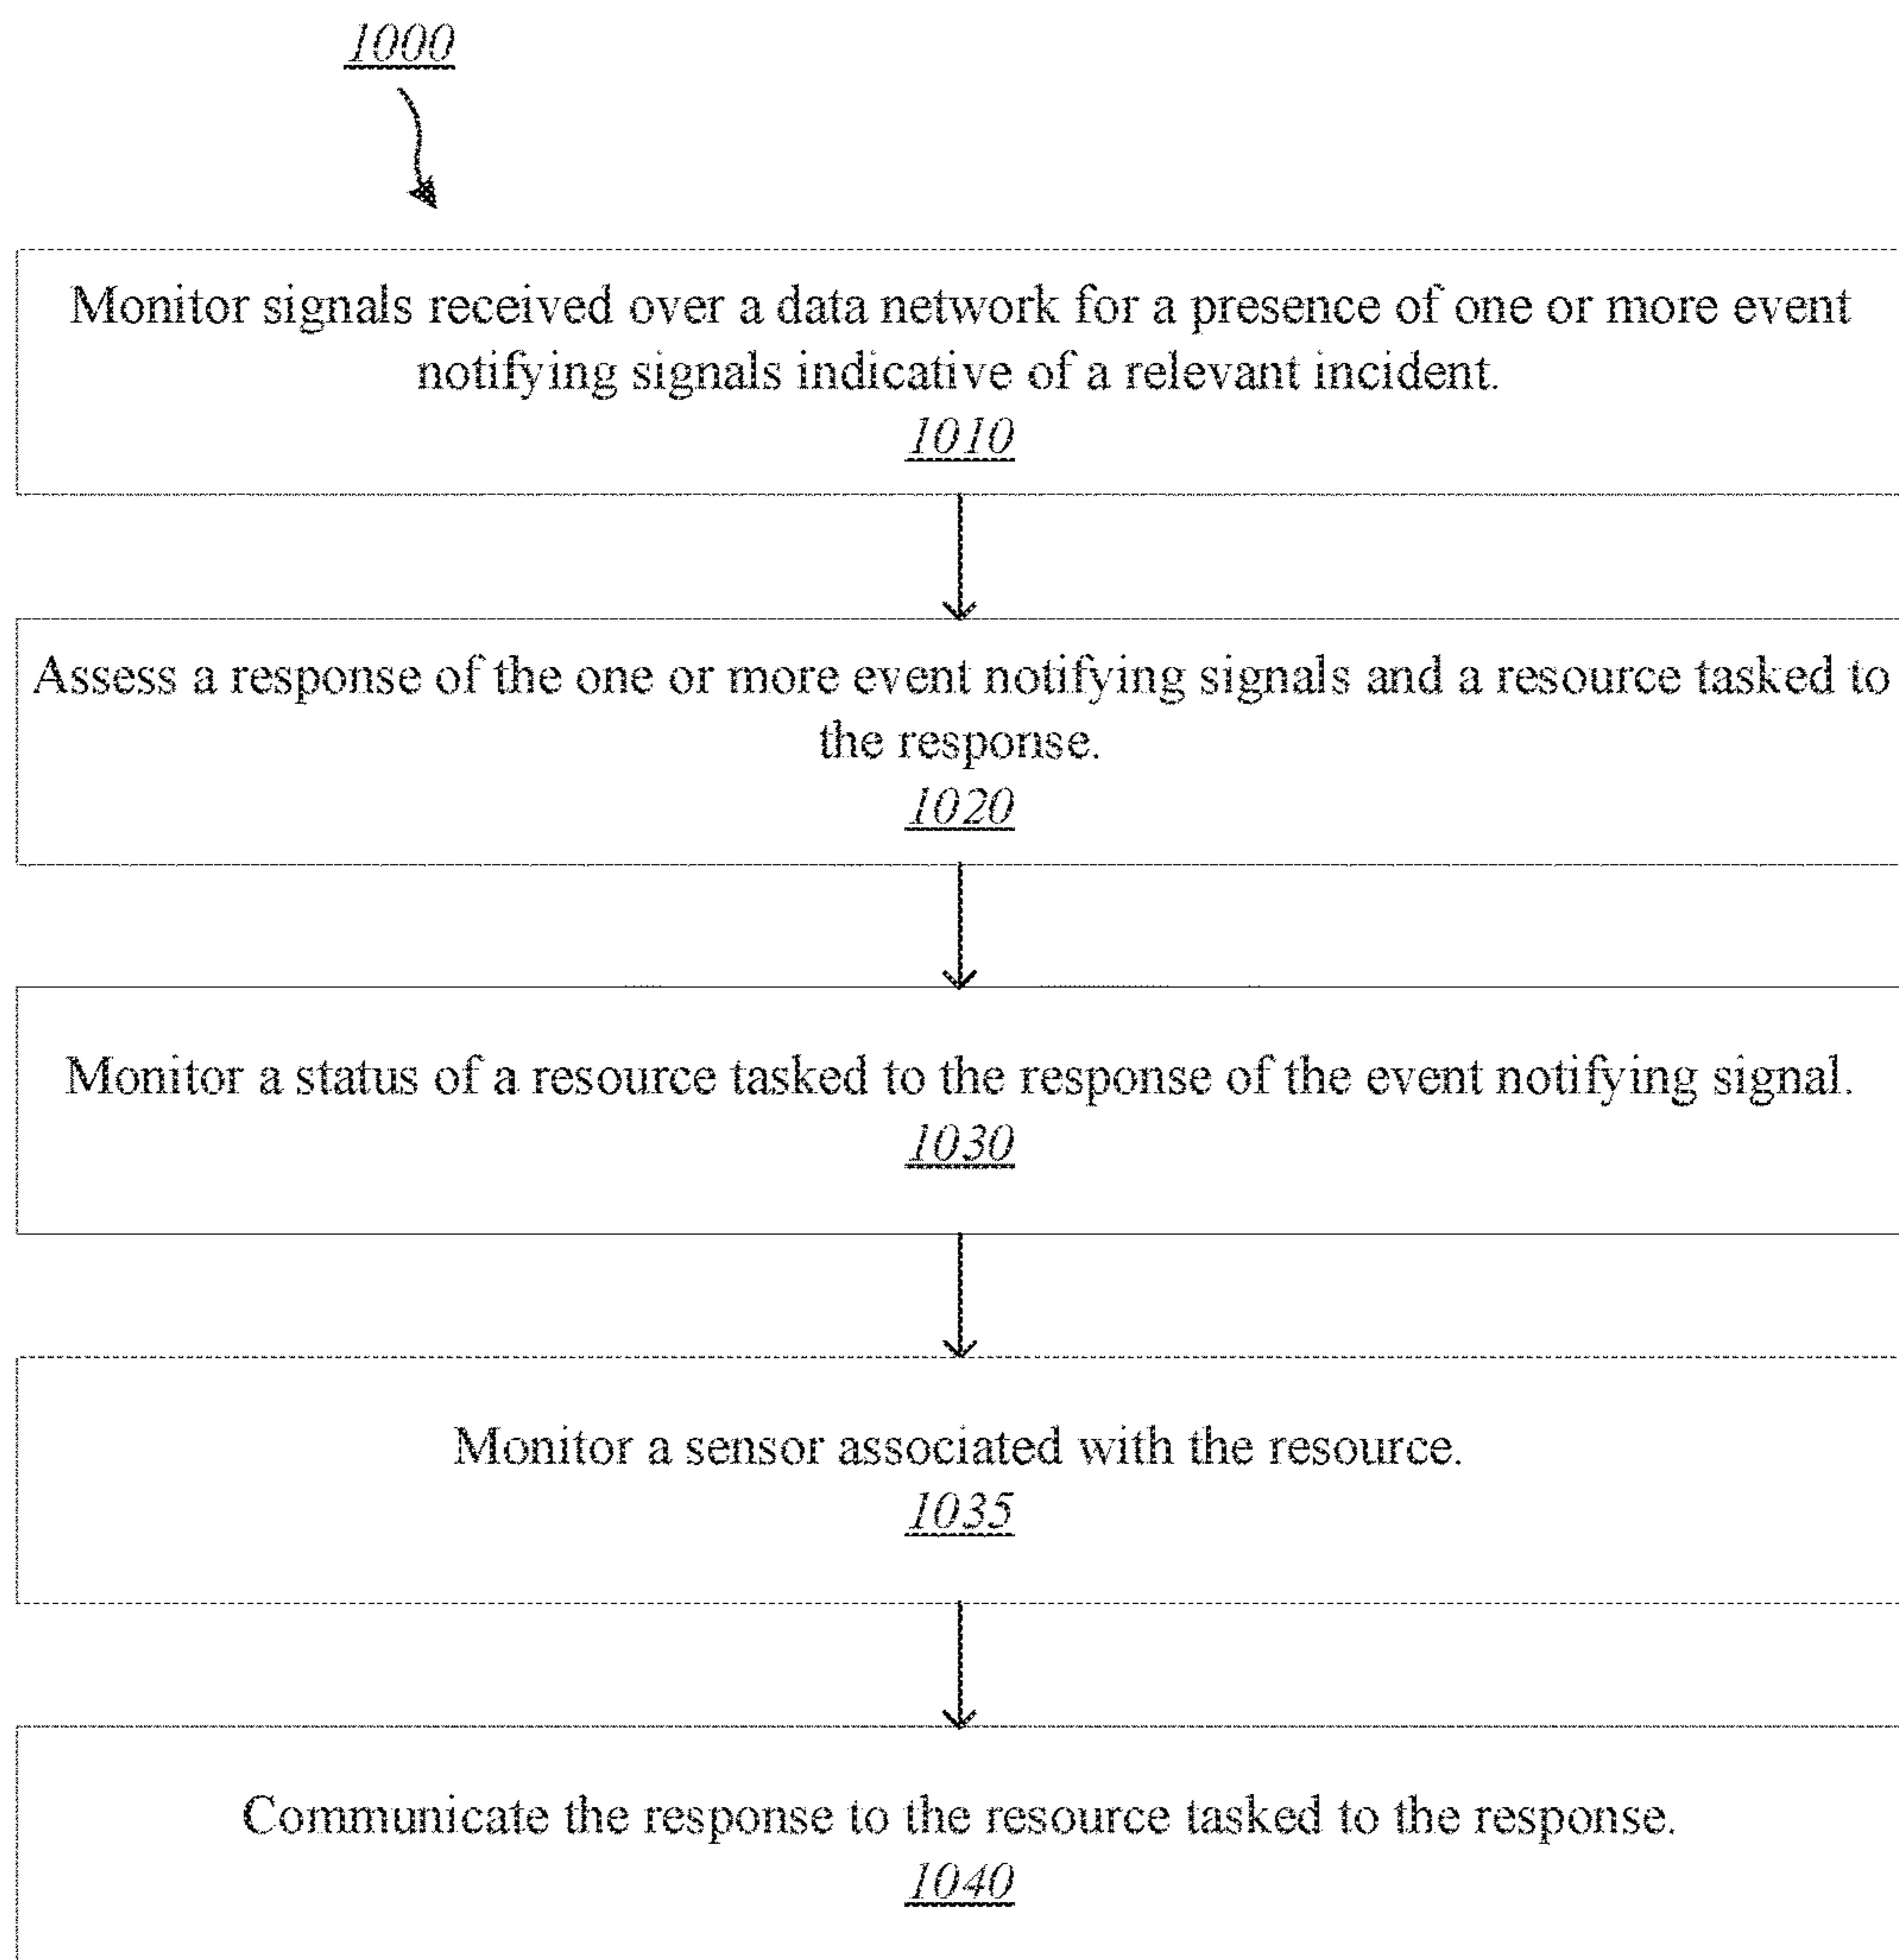 1000
Monitor signals received over a data network for a presence of one or more event
notifying signals indicative of a relevant incident.
1010
Assess a response of the one or more event notifying signals and a resource tasked to
the response.
1020
Monitor a status of a resource tasked to the response of the event notifying signal.
1030
Monitor a sensor associated with the resource.
1035
Communicate the response to the resource tasked to the response.
1040